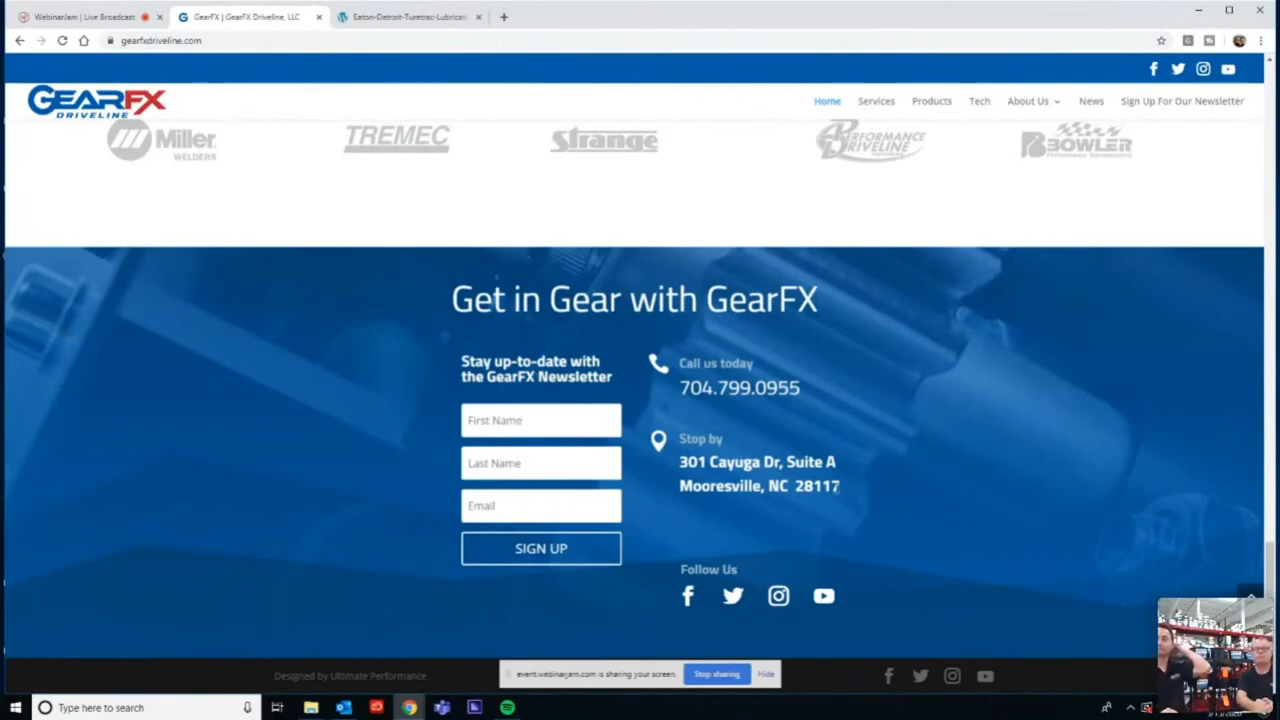 WebinarJam | Live Broadcast
GearFX | GearFX Driveline, LLC
Eaton-Detroit-Truetrac-Lubricati
gearfxdriveline.com
GEARFX
DRIVELINE
Home
Services
Products
Tech
About Us
News
Sign Up For Our Newsletter
Miller
WELDERS
TREMEC
Strange
PERFORMANCE
DRIVELINE
BOWLER
Get in Gear with GearFX
Stay up-to-date with
the GearFX Newsletter
First Name
Last Name
Email
SIGN UP
Call us today
704.799.0955
Stop by
301 Cayuga Dr, Suite A
Mooresville, NC 28117
Follow Us
Designed by Ultimate Performance
event.webinarjam.com is sharing your screen.
Stop sharing
Hide
Type here to search